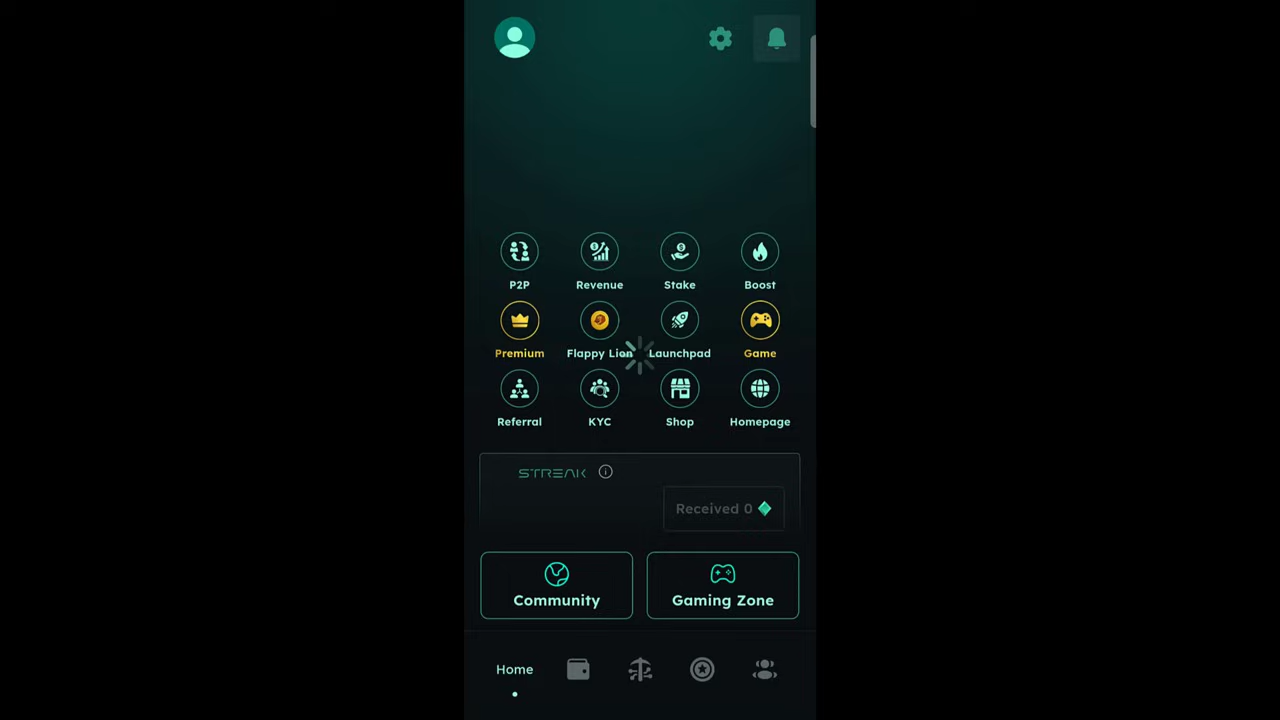 P2P Revenue Stake Boost
Premium Flappy Lion Launchpad Game
Referral KYC Shop Homepage
STREAK
Received 0
Community Gaming Zone
Home